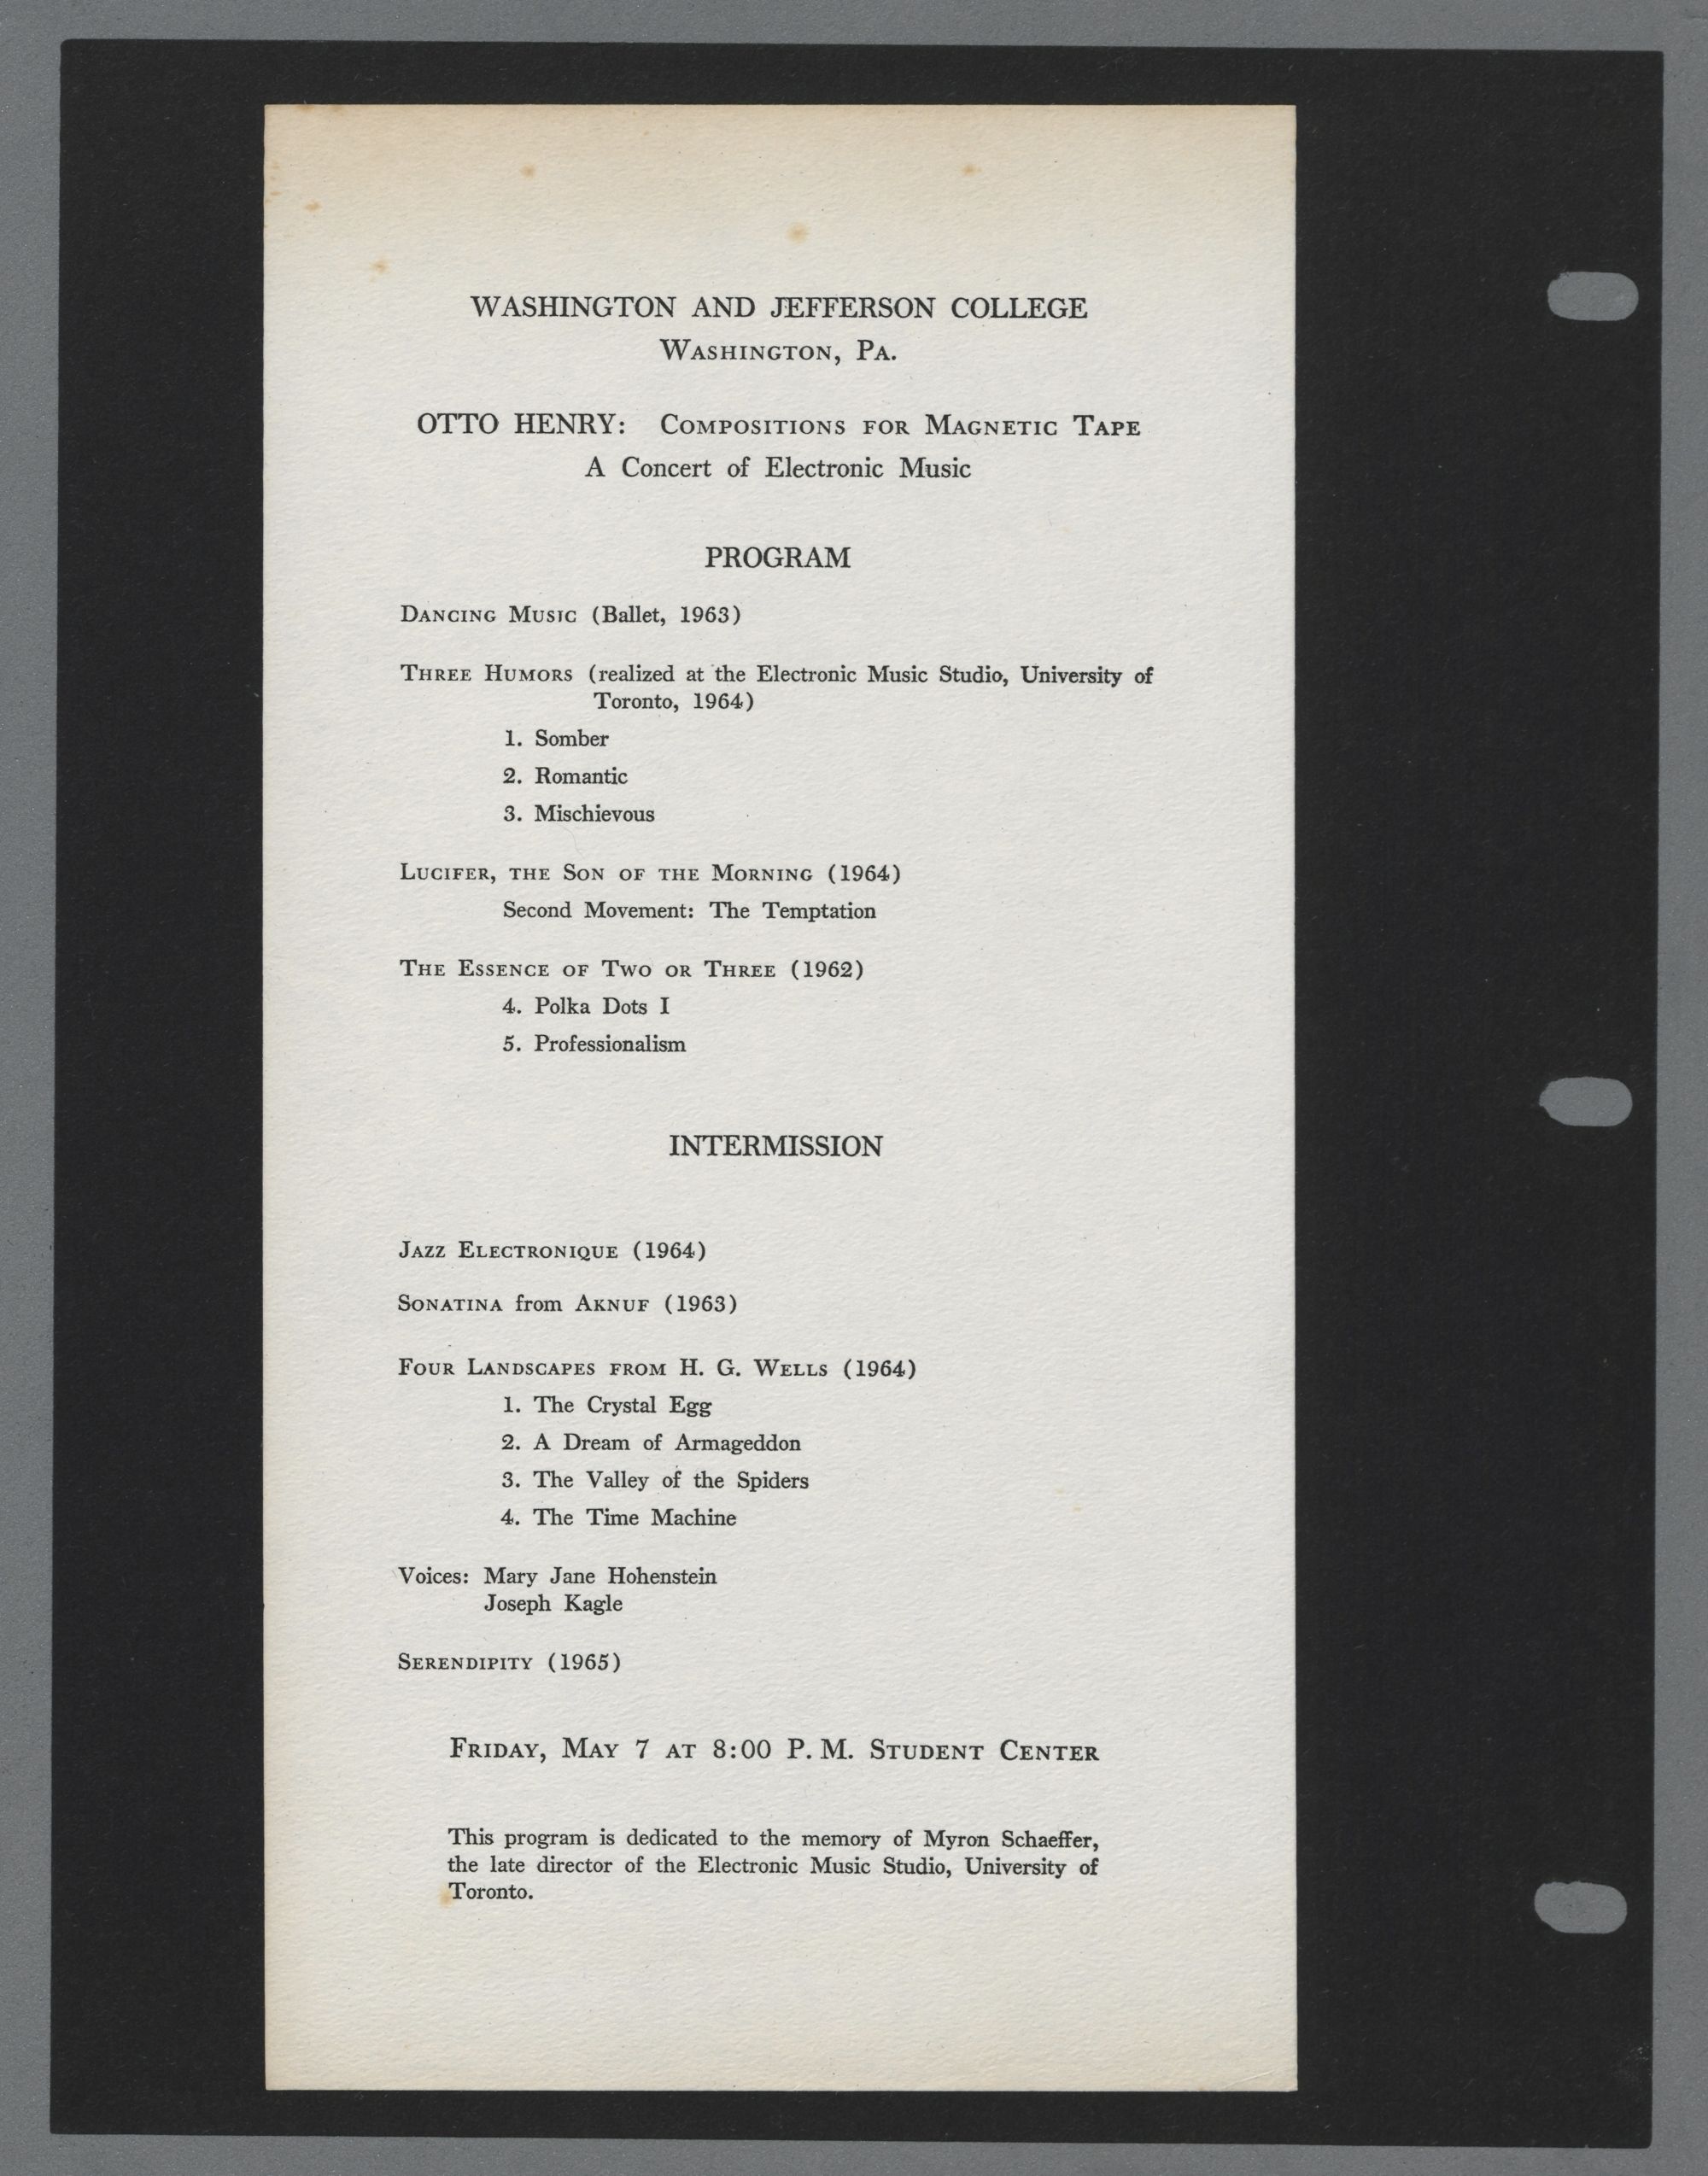 WASHINGTON AND JEFFERSON COLLEGE
WASHINGTON, PA.
OTTO HENRY: COMPOSITIONS FOR MAGNETIC TAPE
A Concert of Electronic Music
PROGRAM
DANCING MUSIC (Ballet, 1963)
THREE HUMORS (realized at the Electronic Music Studio, University of
Toronto, 1964)
1. Somber
2. Romantic
3. Mischievous
LUCIFER, THE SON OF THE MORNING (1964)
Second Movement: The Temptation
THE ESSENCE OF TWO OR THREE (1962)
4. Polka Dots I
5. Professionalism
INTERMISSION
JAZZ ELECTRONIQUE (1964)
SONATINA from AKNUF (1963)
FOUR LANDSCAPES FROM H. G. WELLS (1964)
1. The Crystal Egg
2. A Dream of Armageddon
3. The Valley of the Spiders
4. The Time Machine
Voices: Mary Jane Hohenstein
Joseph Kagle
SERENDIPITY (1965)
FRIDAY, MAY 7 AT 8:00 P. M. STUDENT CENTER
This program is dedicated to the memory of Myron Schaeffer,
the late director of the Electronic Music Studio, University of
Toronto.